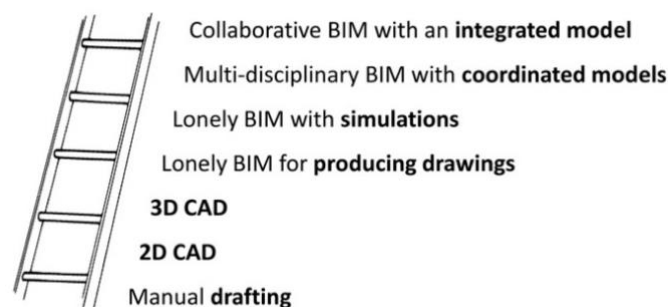 Collaborative BIM with an integrated model
Multi-disciplinary BIM with coordinated models
Lonely BIM with simulations
Lonely BIM for producing drawings
3D CAD
2D CAD
Manual drafting